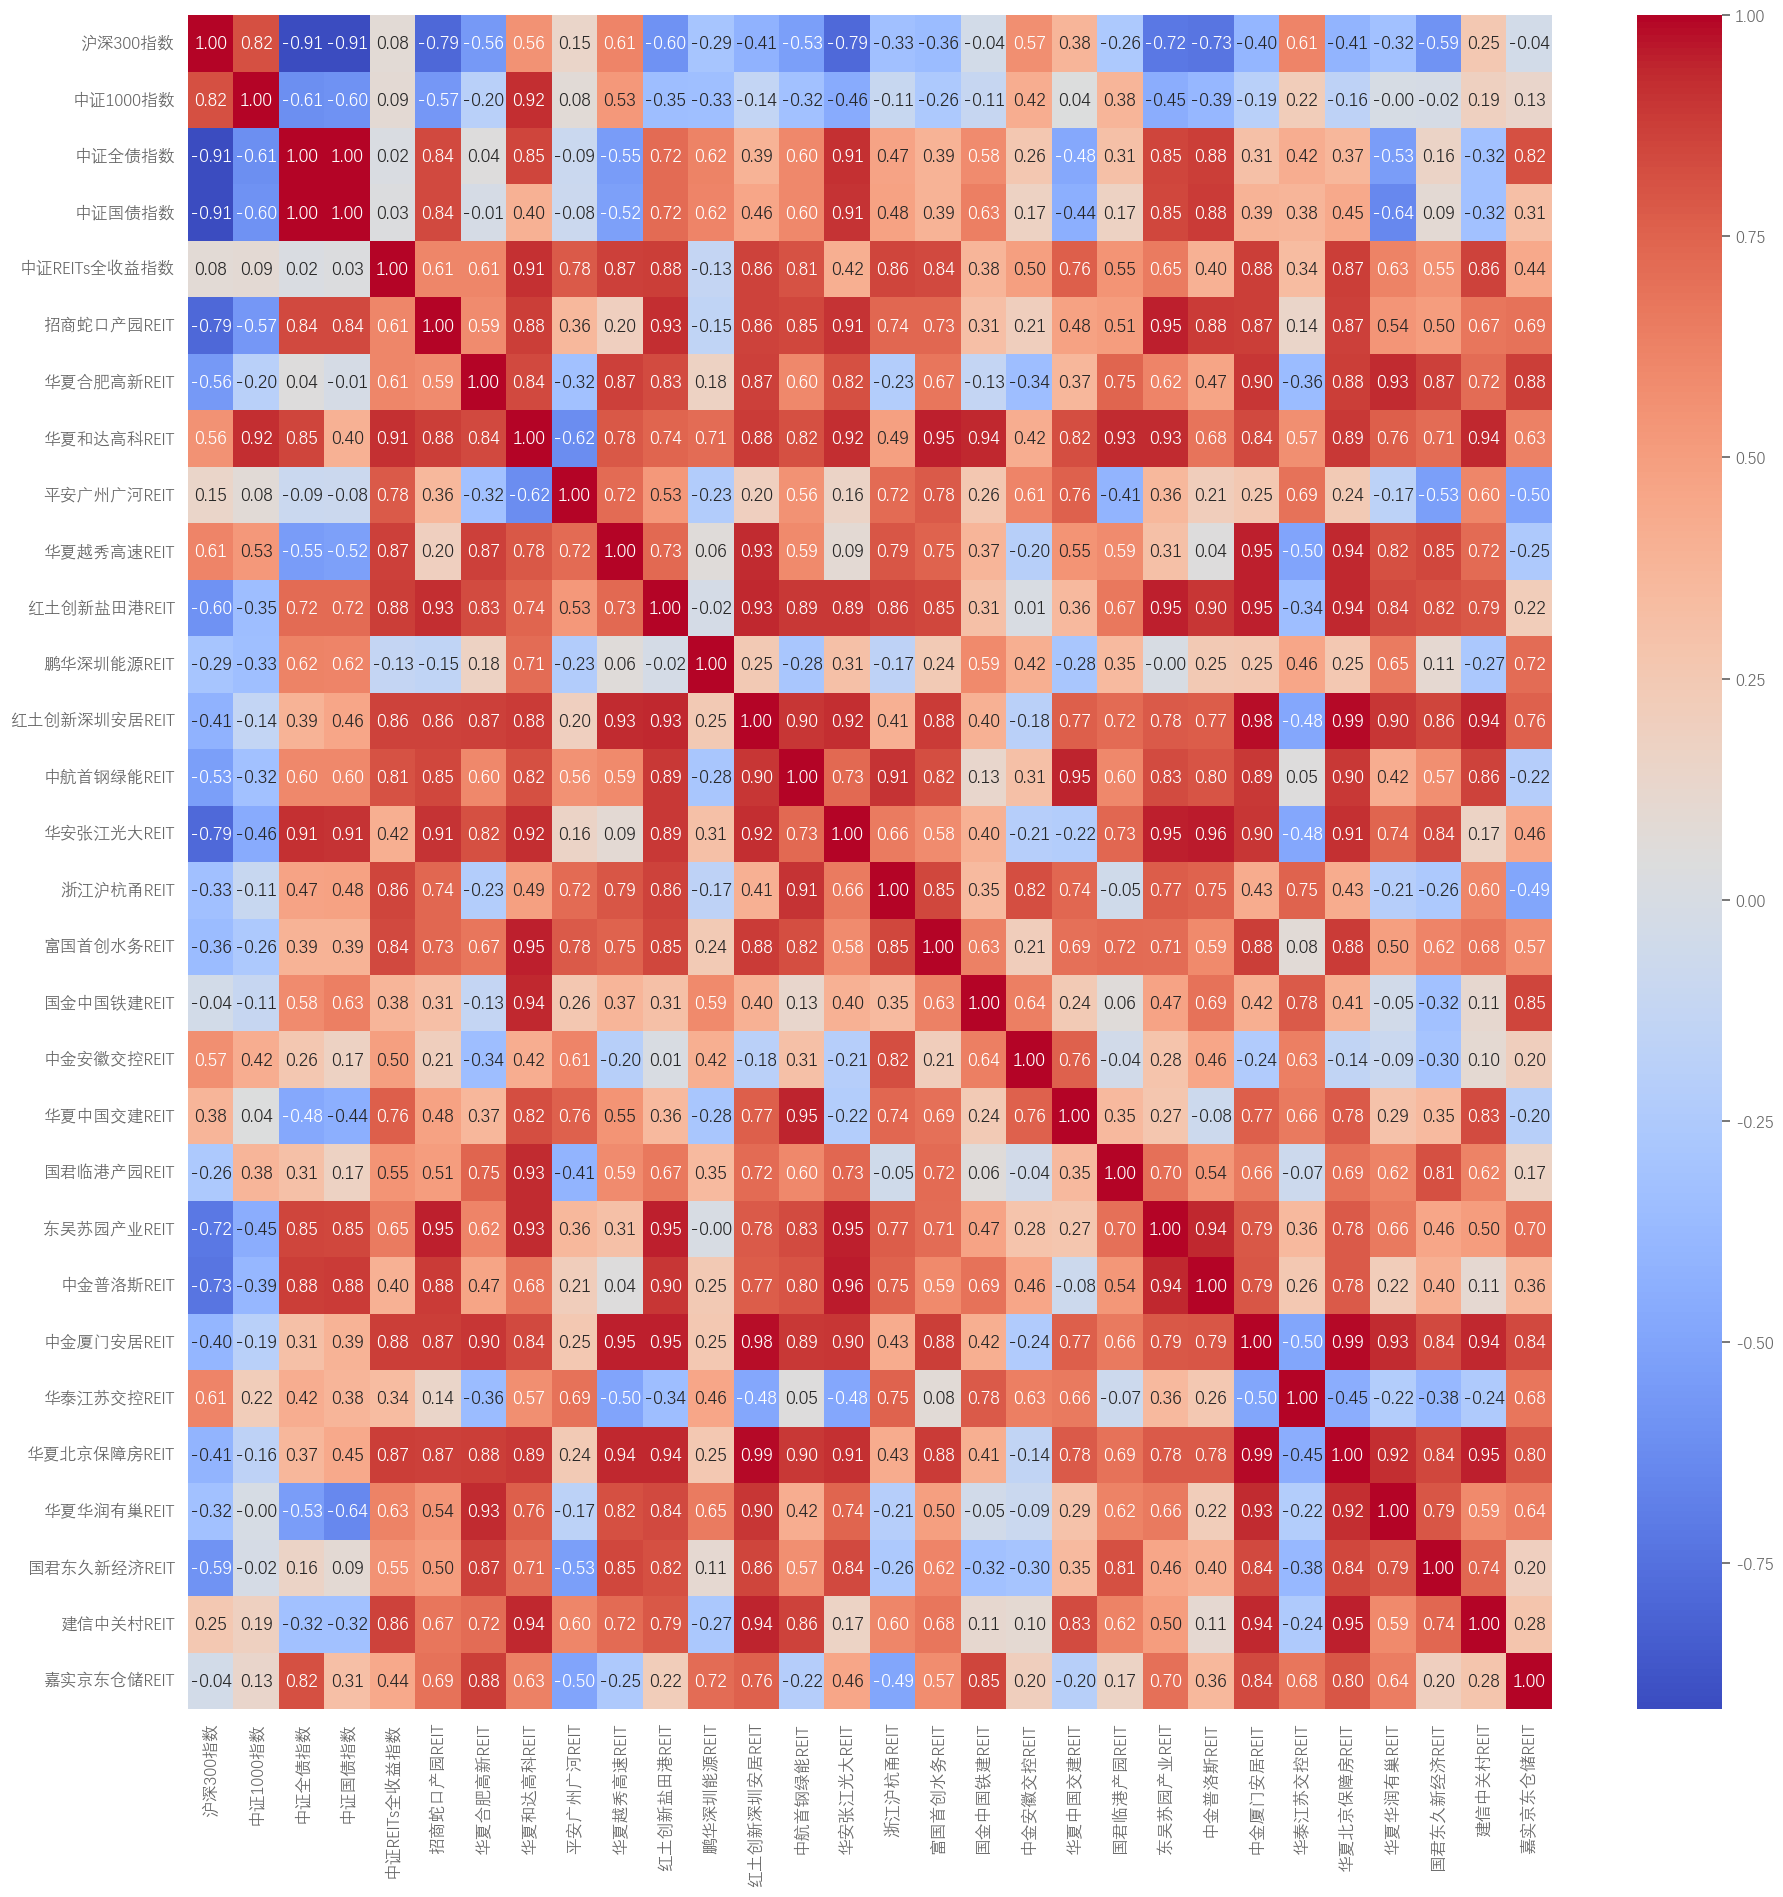 沪深300指数 1.00 0.82 -0.91 -0.91 0.08 -0.79 -0.56 0.56 0.15 0.61 -0.60 -0.29 -0.41 -0.53 -0.79 -0.33 -0.36 -0.04 0.57 0.38 -0.26 -0.72 -0.73 -0.40 0.61 -0.41 -0.32 -0.59 0.25 -0.04
中证1000指数 0.82 1.00 -0.61 -0.60 0.09 -0.57 -0.20 0.92 0.08 0.53 -0.35 -0.33 -0.14 -0.32 -0.46 -0.11 -0.26 -0.11 0.42 0.04 0.38 -0.45 -0.39 -0.19 0.22 -0.16 -0.00 -0.02 0.19 0.13
中证全债指数 -0.91 -0.61 1.00 1.00 0.02 0.84 0.04 0.85 -0.09 -0.55 0.72 0.62 0.39 0.60 0.91 0.47 0.39 0.58 0.26 -0.48 0.31 0.85 0.88 0.31 0.42 0.37 -0.53 0.16 -0.32 0.82
中证国债指数 -0.91 -0.60 1.00 1.00 0.03 0.84 -0.01 0.40 -0.08 -0.52 0.72 0.62 0.46 0.60 0.91 0.48 0.39 0.63 0.17 -0.44 0.17 0.85 0.88 0.39 0.38 0.45 -0.64 0.09 -0.32 0.31
中证REITs全收益指数 0.08 0.09 0.02 0.03 1.00 0.61 0.61 0.91 0.78 0.87 0.88 -0.13 0.86 0.81 0.42 0.86 0.84 0.38 0.50 0.76 0.55 0.65 0.40 0.88 0.34 0.87 0.63 0.55 0.86 0.44
招商蛇口产园REIT -0.79 -0.57 0.84 0.84 0.61 1.00 0.59 0.88 0.36 0.20 0.93 -0.15 0.86 0.85 0.91 0.74 0.73 0.31 0.21 0.48 0.51 0.95 0.88 0.87 0.14 0.87 0.54 0.50 0.67 0.69
华夏合肥高新REIT -0.56 -0.20 0.04 -0.01 0.61 0.59 1.00 0.84 -0.32 0.87 0.83 0.18 0.87 0.60 0.82 -0.23 0.67 -0.13 -0.34 0.37 0.75 0.62 0.47 0.90 -0.36 0.88 0.93 0.87 0.72 0.88
华夏和达高科REIT 0.56 0.92 0.85 0.40 0.91 0.88 0.84 1.00 -0.62 0.78 0.74 0.71 0.88 0.82 0.92 0.49 0.95 0.94 0.42 0.82 0.93 0.93 0.68 0.84 0.57 0.89 0.76 0.71 0.94 0.63
平安广州广河REIT 0.15 0.08 -0.09 -0.08 0.78 0.36 -0.32 -0.62 1.00 0.72 0.53 -0.23 0.20 0.56 0.16 0.72 0.78 0.26 0.61 0.76 -0.41 0.36 0.21 0.25 0.69 0.24 -0.17 -0.53 0.60 -0.50
华夏越秀高速REIT 0.61 0.53 -0.55 -0.52 0.87 0.20 0.87 0.78 0.72 1.00 0.73 0.06 0.93 0.59 0.09 0.79 0.75 0.37 -0.20 0.55 0.59 0.31 0.04 0.95 -0.50 0.94 0.82 0.85 0.72 -0.25
红土创新盐田港REIT -0.60 -0.35 0.72 0.72 0.88 0.93 0.83 0.74 0.53 0.73 1.00 -0.02 0.93 0.89 0.89 0.86 0.85 0.31 0.01 0.36 0.67 0.95 0.90 0.95 -0.34 0.94 0.84 0.82 0.79 0.22
鹏华深圳能源REIT -0.29 -0.33 0.62 0.62 -0.13 -0.15 0.18 0.71 -0.23 0.06 -0.02 1.00 0.25 -0.28 0.31 -0.17 0.24 0.59 0.42 -0.28 0.35 -0.00 0.25 0.25 0.46 0.25 0.65 0.11 -0.27 0.72
红土创新深圳安居REIT -0.41 -0.14 0.39 0.46 0.86 0.86 0.87 0.88 0.20 0.93 0.93 0.25 1.00 0.90 0.92 0.41 0.88 0.40 -0.18 0.77 0.72 0.78 0.77 0.98 -0.48 0.99 0.90 0.86 0.94 0.76
中航首钢绿能REIT -0.53 -0.32 0.60 0.60 0.81 0.85 0.60 0.82 0.56 0.59 0.89 -0.28 0.90 1.00 0.73 0.91 0.82 0.13 0.31 0.95 0.60 0.83 0.80 0.89 0.05 0.90 0.42 0.57 0.86 -0.22
华安张江光大REIT -0.79 -0.46 0.91 0.91 0.42 0.91 0.82 0.92 0.16 0.09 0.89 0.31 0.92 0.73 1.00 0.66 0.58 0.40 -0.21 -0.22 0.73 0.95 0.96 0.90 -0.48 0.91 0.74 0.84 0.17 0.46
浙江沪杭甬REIT -0.33 -0.11 0.47 0.48 0.86 0.74 -0.23 0.49 0.72 0.79 0.86 -0.17 0.41 0.91 0.66 1.00 0.85 0.35 0.82 0.74 -0.05 0.77 0.75 0.43 0.75 0.43 -0.21 -0.26 0.60 -0.49
富国首创水务REIT -0.36 -0.26 0.39 0.39 0.84 0.73 0.67 0.95 0.78 0.75 0.85 0.24 0.88 0.82 0.58 0.85 1.00 0.63 0.21 0.69 0.72 0.71 0.59 0.88 0.08 0.88 0.50 0.62 0.68 0.57
国金中国铁建REIT -0.04 -0.11 0.58 0.63 0.38 0.31 -0.13 0.94 0.26 0.37 0.31 0.59 0.40 0.13 0.40 0.35 0.63 1.00 0.64 0.24 0.06 0.47 0.69 0.42 0.78 0.41 -0.05 -0.32 0.11 0.85
中金安徽交控REIT 0.57 0.42 0.26 0.17 0.50 0.21 -0.34 0.42 0.61 -0.20 0.01 0.42 -0.18 0.31 -0.21 0.82 0.21 0.64 1.00 0.76 -0.04 0.28 0.46 -0.24 0.63 -0.14 -0.09 -0.30 0.10 0.20
华夏中国交建REIT 0.38 0.04 -0.48 -0.44 0.76 0.48 0.37 0.82 0.76 0.55 0.36 -0.28 0.77 0.95 -0.22 0.74 0.69 0.24 0.76 1.00 0.35 0.27 -0.08 0.77 0.66 0.78 0.29 0.35 0.83 -0.20
国君临港产园REIT -0.26 0.38 0.31 0.17 0.55 0.51 0.75 0.93 -0.41 0.59 0.67 0.35 0.72 0.60 0.73 -0.05 0.72 0.06 -0.04 0.35 1.00 0.70 0.54 0.66 -0.07 0.69 0.62 0.81 0.62 0.17
东吴苏园产业REIT -0.72 -0.45 0.85 0.85 0.65 0.95 0.62 0.93 0.36 0.31 0.95 -0.00 0.78 0.83 0.95 0.77 0.71 0.47 0.28 0.27 0.70 1.00 0.94 0.79 0.36 0.78 0.66 0.46 0.50 0.70
中金普洛斯REIT -0.73 -0.39 0.88 0.88 0.40 0.88 0.47 0.68 0.21 0.04 0.90 0.25 0.77 0.80 0.96 0.75 0.59 0.69 0.46 -0.08 0.54 0.94 1.00 0.79 0.26 0.78 0.22 0.40 0.11 0.36
中金厦门安居REIT -0.40 -0.19 0.31 0.39 0.88 0.87 0.90 0.84 0.25 0.95 0.95 0.25 0.98 0.89 0.90 0.43 0.88 0.42 -0.24 0.77 0.66 0.79 0.79 1.00 -0.50 0.99 0.93 0.84 0.94 0.84
华泰江苏交控REIT 0.61 0.22 0.42 0.38 0.34 0.14 -0.36 0.57 0.69 -0.50 -0.34 0.46 -0.48 0.05 -0.48 0.75 0.08 0.78 0.63 0.66 -0.07 0.36 0.26 -0.50 1.00 -0.45 -0.22 -0.38 -0.24 0.68
华夏北京保障房REIT -0.41 -0.16 0.37 0.45 0.87 0.87 0.88 0.89 0.24 0.94 0.94 0.25 0.99 0.90 0.91 0.43 0.88 0.41 -0.14 0.78 0.69 0.78 0.78 0.99 -0.45 1.00 0.92 0.84 0.95 0.80
华夏华润有巢REIT -0.32 -0.00 -0.53 -0.64 0.63 0.54 0.93 0.76 -0.17 0.82 0.84 0.65 0.90 0.42 0.74 -0.21 0.50 -0.05 -0.09 0.29 0.62 0.66 0.22 0.93 -0.22 0.92 1.00 0.79 0.59 0.64
国君东久新经济REIT -0.59 -0.02 0.16 0.09 0.55 0.50 0.87 0.71 -0.53 0.85 0.82 0.11 0.86 0.57 0.84 -0.26 0.62 -0.32 -0.30 0.35 0.81 0.46 0.40 0.84 -0.38 0.84 0.79 1.00 0.74 0.20
建信中关村REIT 0.25 0.19 -0.32 -0.32 0.86 0.67 0.72 0.94 0.60 0.72 0.79 -0.27 0.94 0.86 0.17 0.60 0.68 0.11 0.10 0.83 0.62 0.50 0.11 0.94 -0.24 0.95 0.59 0.74 1.00 0.28
嘉实京东仓储REIT -0.04 0.13 0.82 0.31 0.44 0.69 0.88 0.63 -0.50 -0.25 0.22 0.72 0.76 -0.22 0.46 -0.49 0.57 0.85 0.20 -0.20 0.17 0.70 0.36 0.84 0.68 0.80 0.64 0.20 0.28 1.00
沪深300指数
中证1000指数
中证全债指数
中证国债指数
中证REITs全收益指数
招商蛇口产园REIT
华夏合肥高新REIT
华夏和达高科REIT
平安广州广河REIT
华夏越秀高速REIT
红土创新盐田港REIT
鹏华深圳能源REIT
红土创新深圳安居REIT
中航首钢绿能REIT
华安张江光大REIT
浙江沪杭甬REIT
富国首创水务REIT
国金中国铁建REIT
中金安徽交控REIT
华夏中国交建REIT
国君临港产园REIT
东吴苏园产业REIT
中金普洛斯REIT
中金厦门安居REIT
华泰江苏交控REIT
华夏北京保障房REIT
华夏华润有巢REIT
国君东久新经济REIT
建信中关村REIT
嘉实京东仓储REIT
1.00
0.75
0.50
0.25
0.00
-0.25
-0.50
-0.75